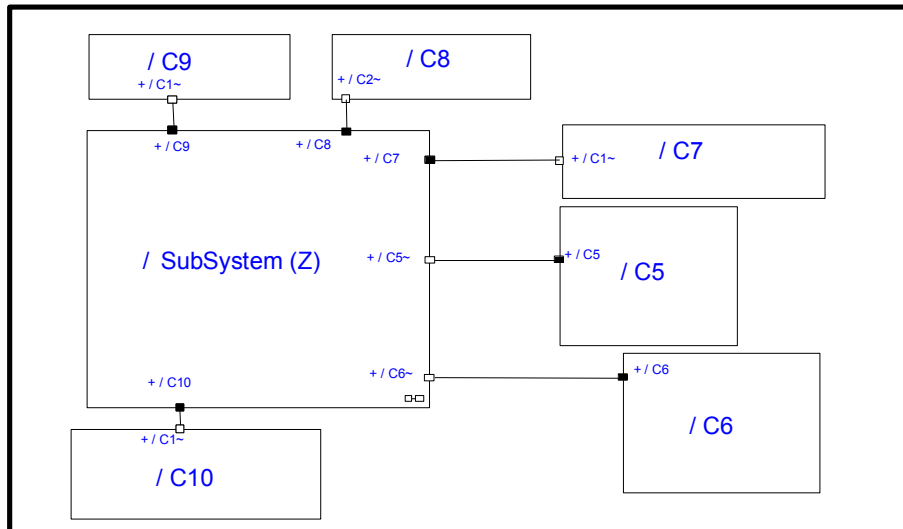 / C9
+ / C1~
/ C8
+ / C2~
+ / C9
+ / C8
+ / C7
+ / C1~
/ C7
/ SubSystem (Z)
+ / C5~
+ / C5
/ C5
+ / C6~
+ / C6
/ C6
+ / C10
+ / C1~
/ C10